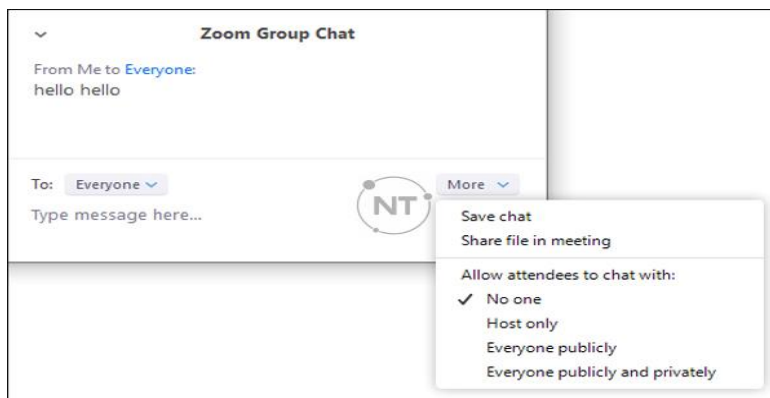 Zoom Group Chat
From Me to Everyone:
hello hello
To: Everyone
More
Type message here...
NT
Save chat
Share file in meeting
Allow attendees to chat with:
No one
Host only
Everyone publicly
Everyone publicly and privately